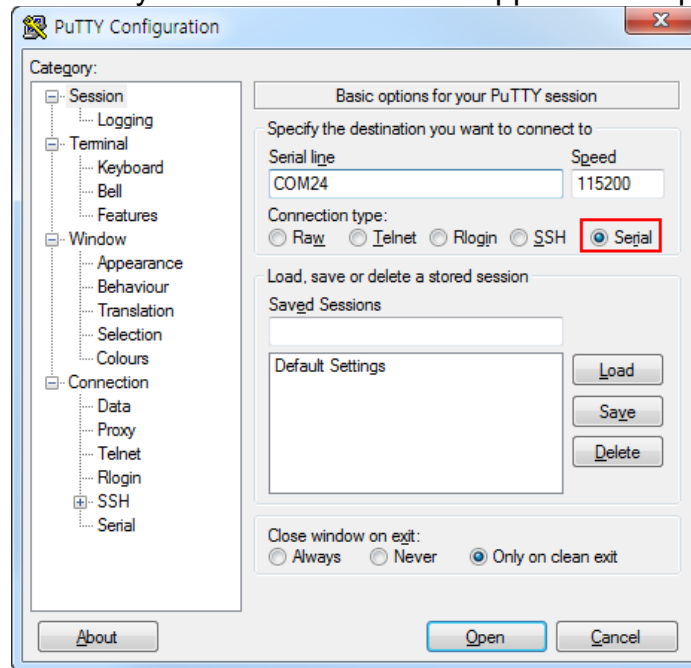 PuTTY Configuration
Category:
Session
Logging
Terminal
Keyboard
Bell
Features
Window
Appearance
Behaviour
Translation
Selection
Colours
Connection
Data
Proxy
Telnet
Rlogin
SSH
Serial
Basic options for your PuTTY session
Specify the destination you want to connect to
Serial line Speed
COM24 115200
Connection type:
Raw Telnet Rlogin SSH Serial
Load, save or delete a stored session
Saved Sessions
Default Settings
Load
Save
Delete
Close window on exit:
Always Never Only on clean exit
About Open Cancel